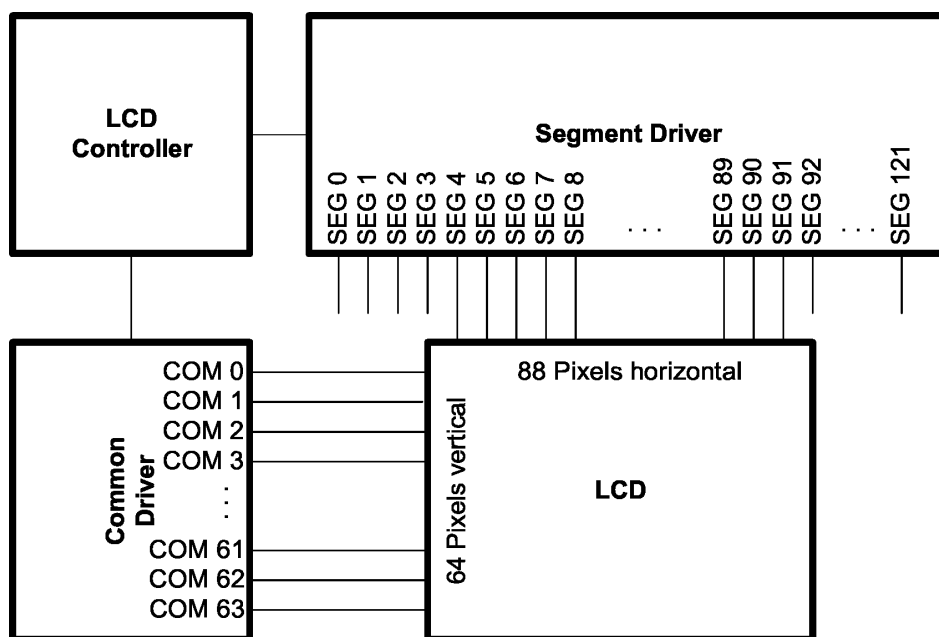 LCD
Controller
Segment Driver
SEG 0
SEG 1
SEG 2
SEG 3
SEG 4
SEG 5
SEG 6
SEG 7
SEG 8
. . .
SEG 89
SEG 90
SEG 91
SEG 92
. . .
SEG 121
Common
Driver
COM 0
COM 1
COM 2
COM 3
. . .
COM 61
COM 62
COM 63
88 Pixels horizontal
64 Pixels vertical
LCD